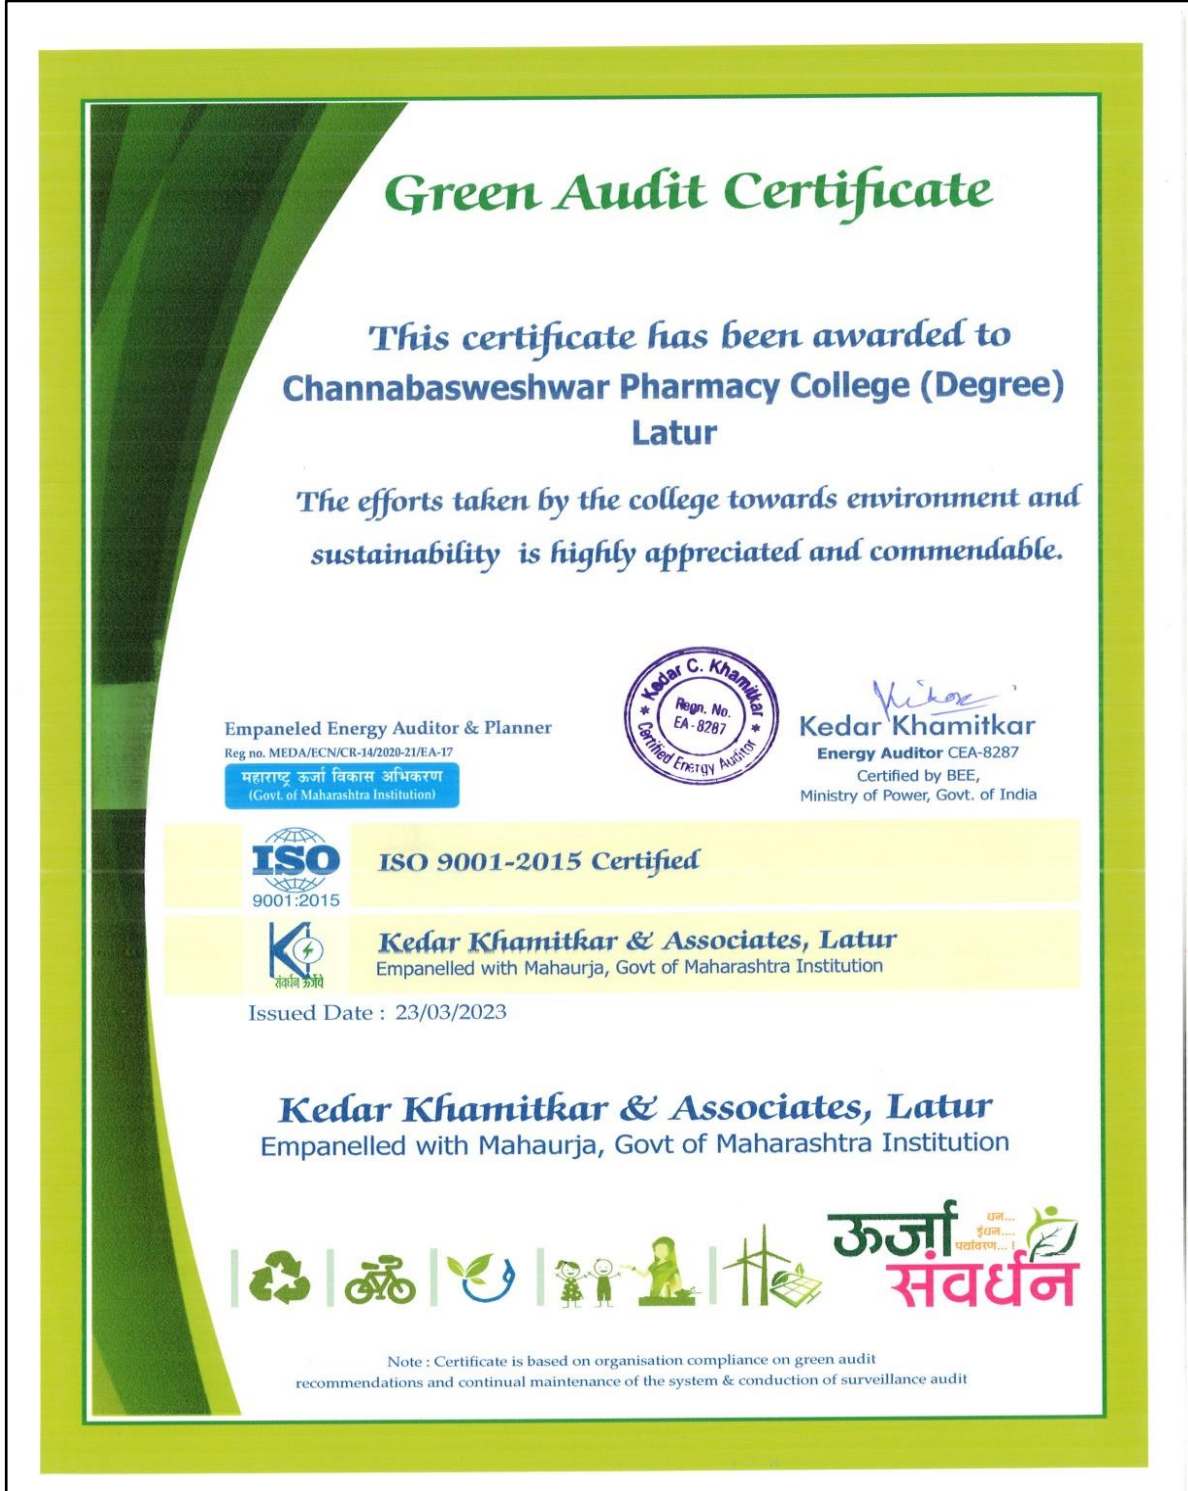 Green Audit Certificate
This certificate has been awarded to
Channabasweshwar Pharmacy College (Degree)
Latur
The efforts taken by the college towards environment and
sustainability is highly appreciated and commendable.
Kedar C. Khamitkar
Regn. No.
EA-8287
Certified Energy Auditor
Empaneled Energy Auditor & Planner
Reg no. MEDA/ECN/CR-14/2020-21/EA-17
महाराष्ट्र ऊर्जा विकास अभिकरण
(Govt. of Maharashtra Institution)
Kedar Khamitkar
Energy Auditor CEA-8287
Certified by BEE,
Ministry of Power, Govt. of India
ISO
9001:2015
ISO 9001-2015 Certified
संवर्धन ऊर्जेचे
Kedar Khamitkar & Associates, Latur
Empanelled with Mahaurja, Govt of Maharashtra Institution
Issued Date : 23/03/2023
Kedar Khamitkar & Associates, Latur
Empanelled with Mahaurja, Govt of Maharashtra Institution
ऊर्जा
धन...
इंधन....
पर्यावरण... !
संवर्धन
Note : Certificate is based on organisation compliance on green audit
recommendations and continual maintenance of the system & conduction of surveillance audit